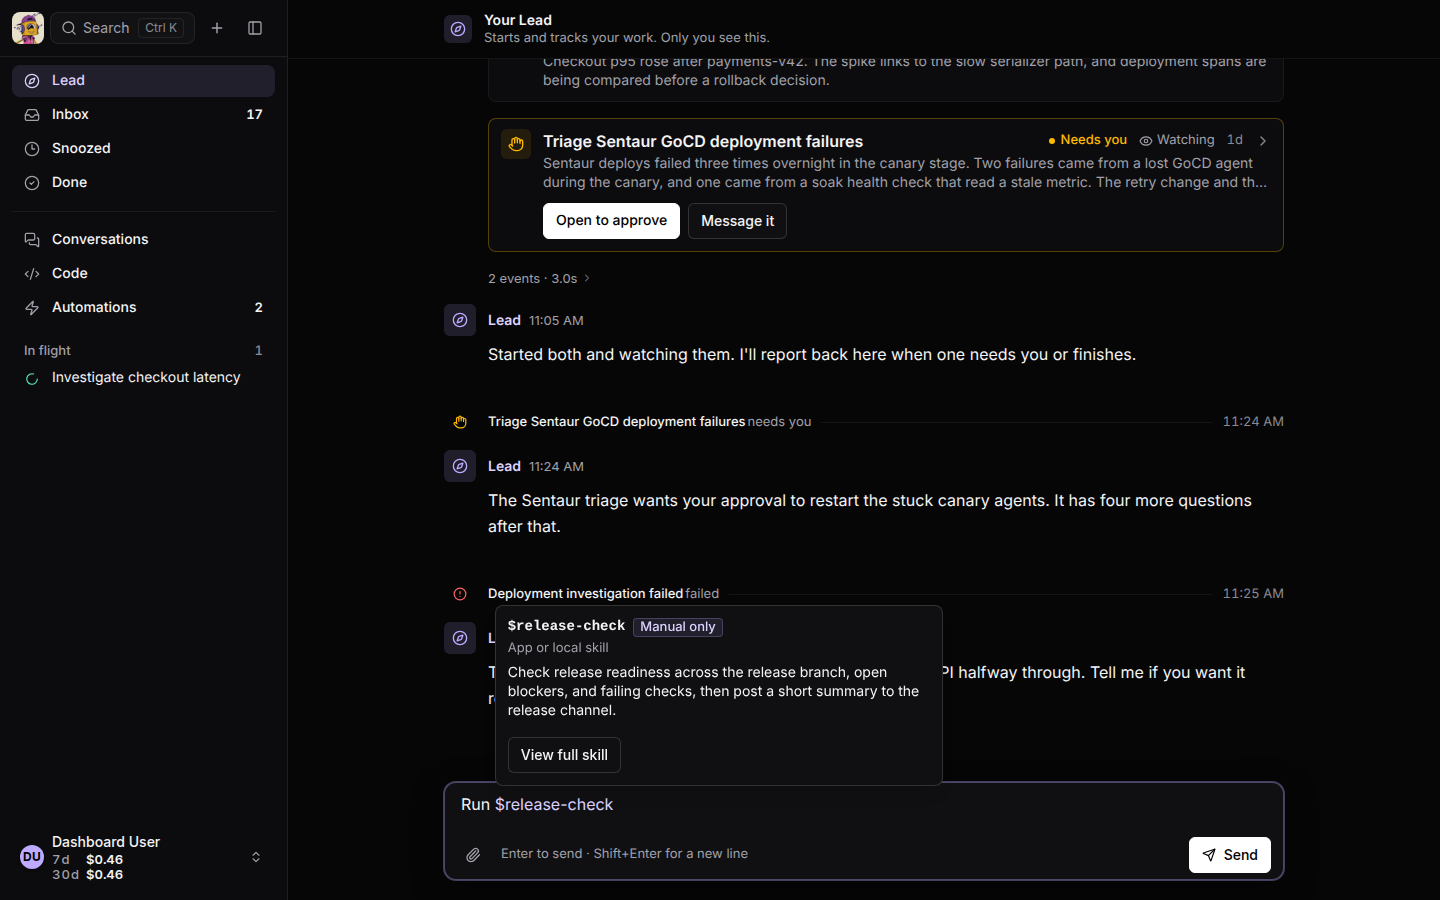 Search Ctrl K
Lead
Inbox 17
Snoozed
Done
Conversations
Code
Automations 2
In flight 1
Investigate checkout latency
Dashboard User
DU
7d $0.46
30d $0.46
Your Lead
Starts and tracks your work. Only you see this.
Checkout p95 rose after payments-v42. The spike links to the slow serializer path, and deployment spans are
being compared before a rollback decision.
Triage Sentaur GoCD deployment failures Needs you Watching 1d
Sentaur deploys failed three times overnight in the canary stage. Two failures came from a lost GoCD agent
during the canary, and one came from a soak health check that read a stale metric. The retry change and th...
Open to approve Message it
2 events · 3.0s
Lead 11:05 AM
Started both and watching them. I'll report back here when one needs you or finishes.
Triage Sentaur GoCD deployment failures needs you 11:24 AM
Lead 11:24 AM
The Sentaur triage wants your approval to restart the stuck canary agents. It has four more questions
after that.
Deployment investigation failed failed 11:25 AM
$release-check Manual only
App or local skill
Check release readiness across the release branch, open
blockers, and failing checks, then post a short summary to the
release channel.
View full skill
halfway through. Tell me if you want it
Run $release-check
Enter to send · Shift+Enter for a new line
Send